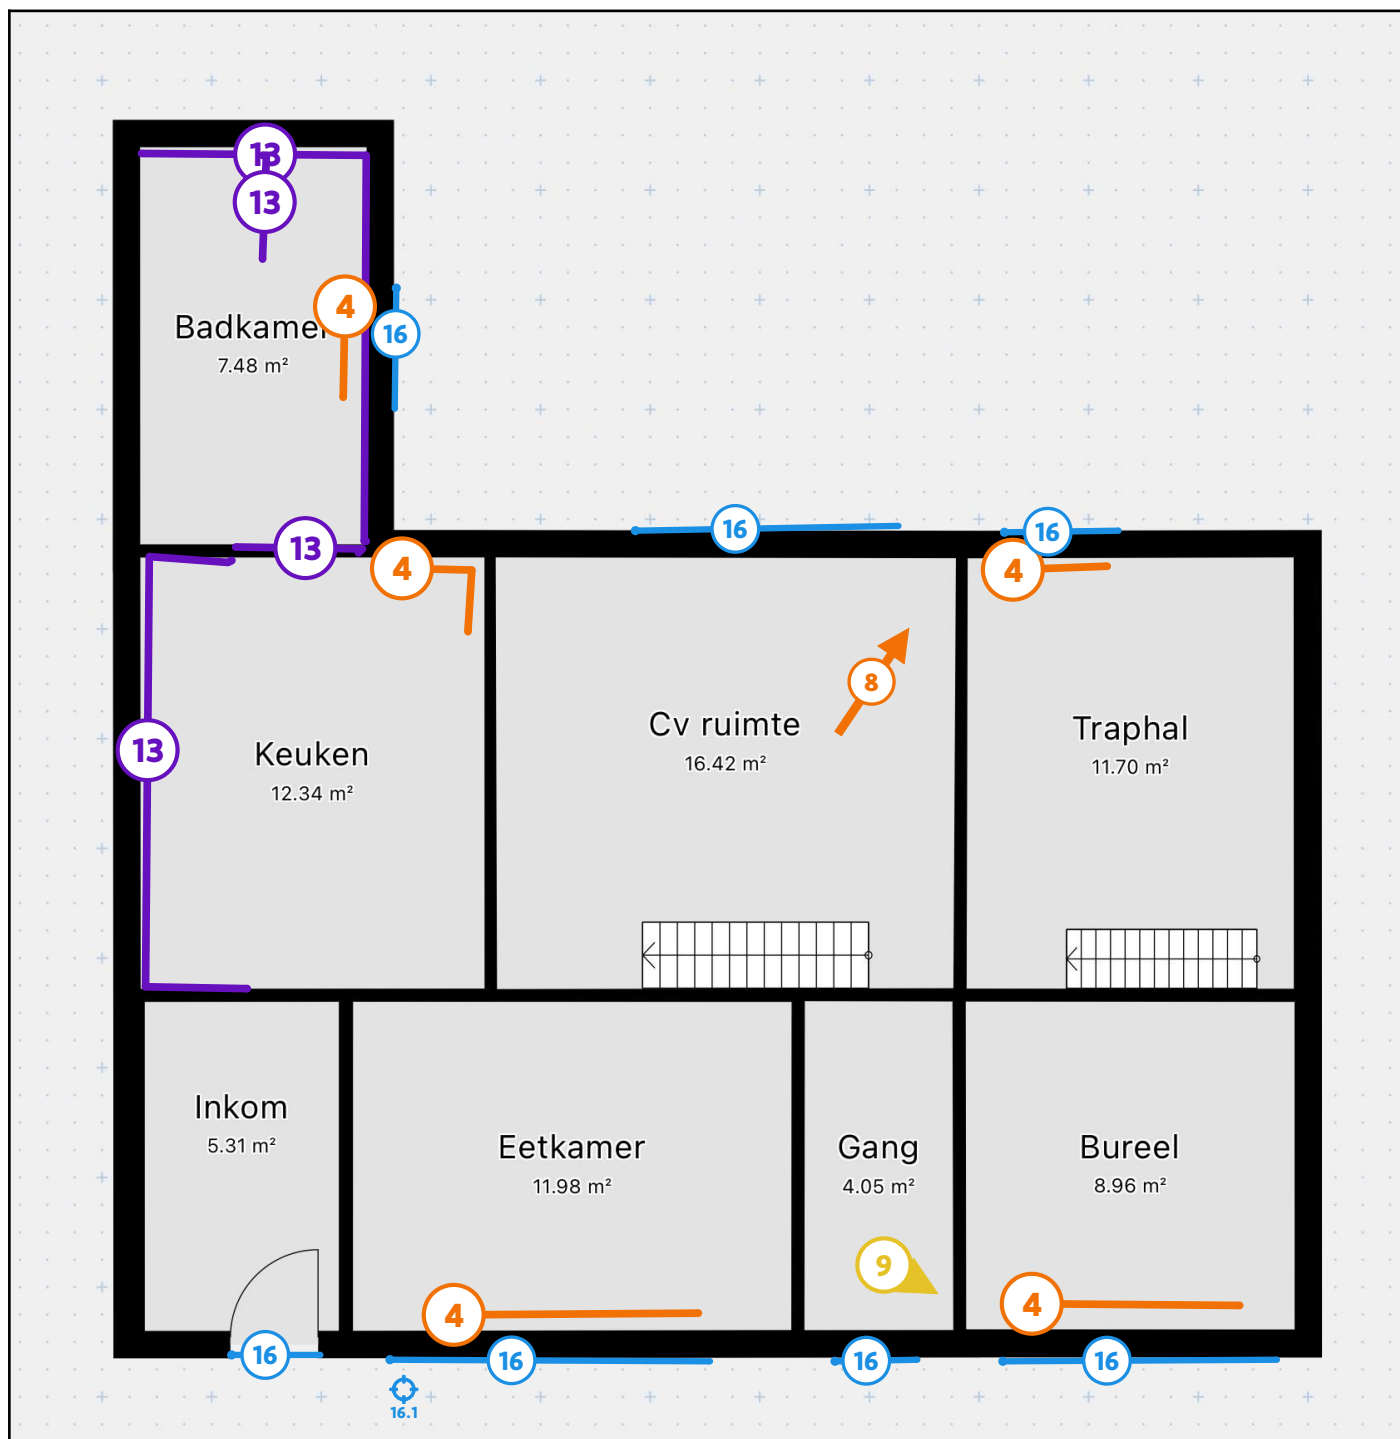 13
13
4
Badkamer
16
7.48 m²
13
4
16
16
4
8
13
Keuken
12.34 m²
Cv ruimte
16.42 m²
Traphal
11.70 m²
Inkom
5.31 m²
Eetkamer
11.98 m²
Gang
4.05 m²
Bureel
8.96 m²
9
4
4
16
16
16
16
16.1